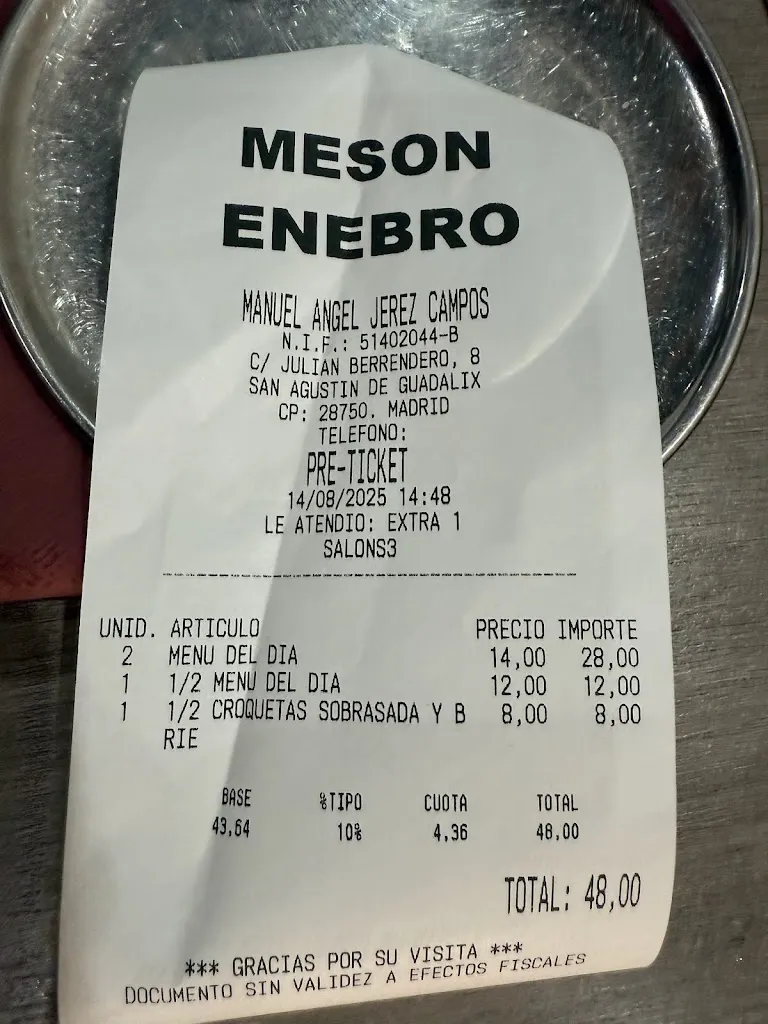 MESON
ENEBRO
MANUEL ANGEL JEREZ CAMPOS
N.I.F.: 51402044-B
C/ JULIAN BERRENDERO, 8
SAN AGUSTIN DE GUADALIX
CP: 28750. MADRID
TELEFONO:
PRE-TICKET
14/08/2025 14:48
LE ATENDIO: EXTRA 1
SALONS3
UNID. ARTICULO PRECIO IMPORTE
2 MENU DEL DIA 14,00 28,00
1 1/2 MENU DEL DIA 12,00 12,00
1 1/2 CROQUETAS SOBRASADA Y B 8,00 8,00
RIE
BASE %TIPO CUOTA TOTAL
43,64 10% 4,36 48,00
TOTAL: 48,00
*** GRACIAS POR SU VISITA ***
DOCUMENTO SIN VALIDEZ A EFECTOS FISCALES